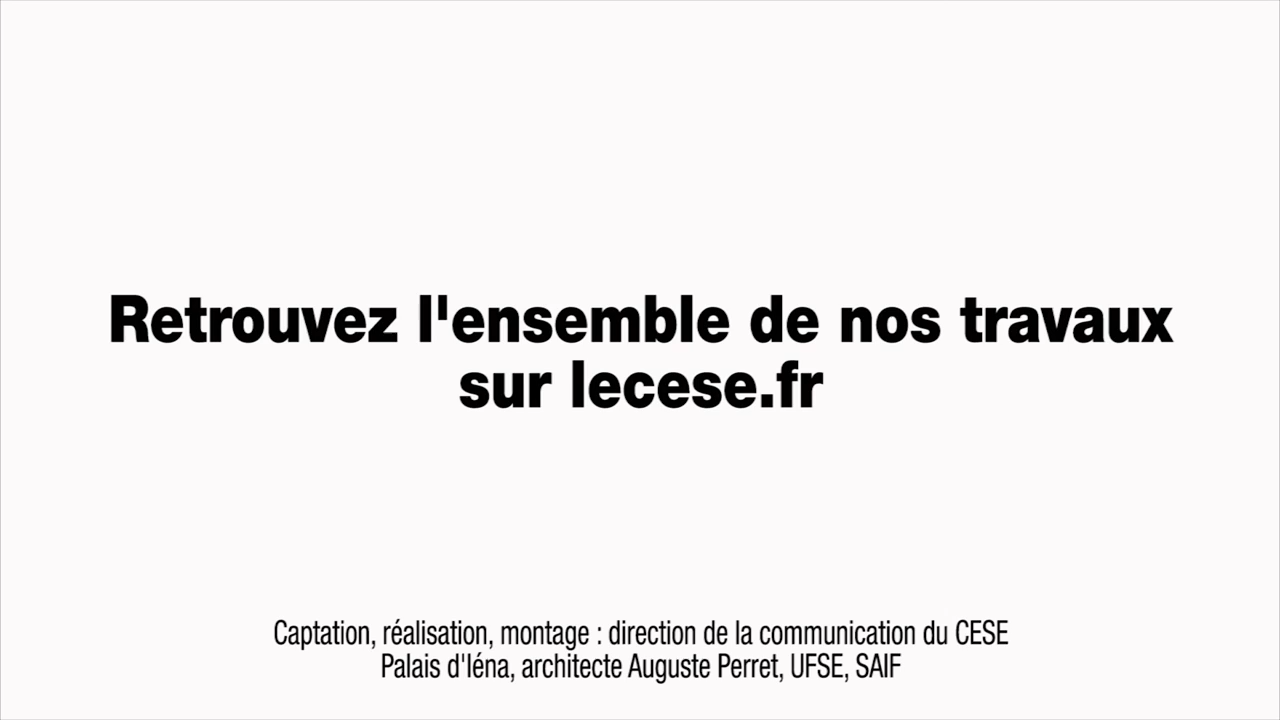 Retrouvez l'ensemble de nos travaux
sur lecese.fr
Captation, réalisation, montage : direction de la communication du CESE
Palais d'Iéna, architecte Auguste Perret, UFSE, SAIF